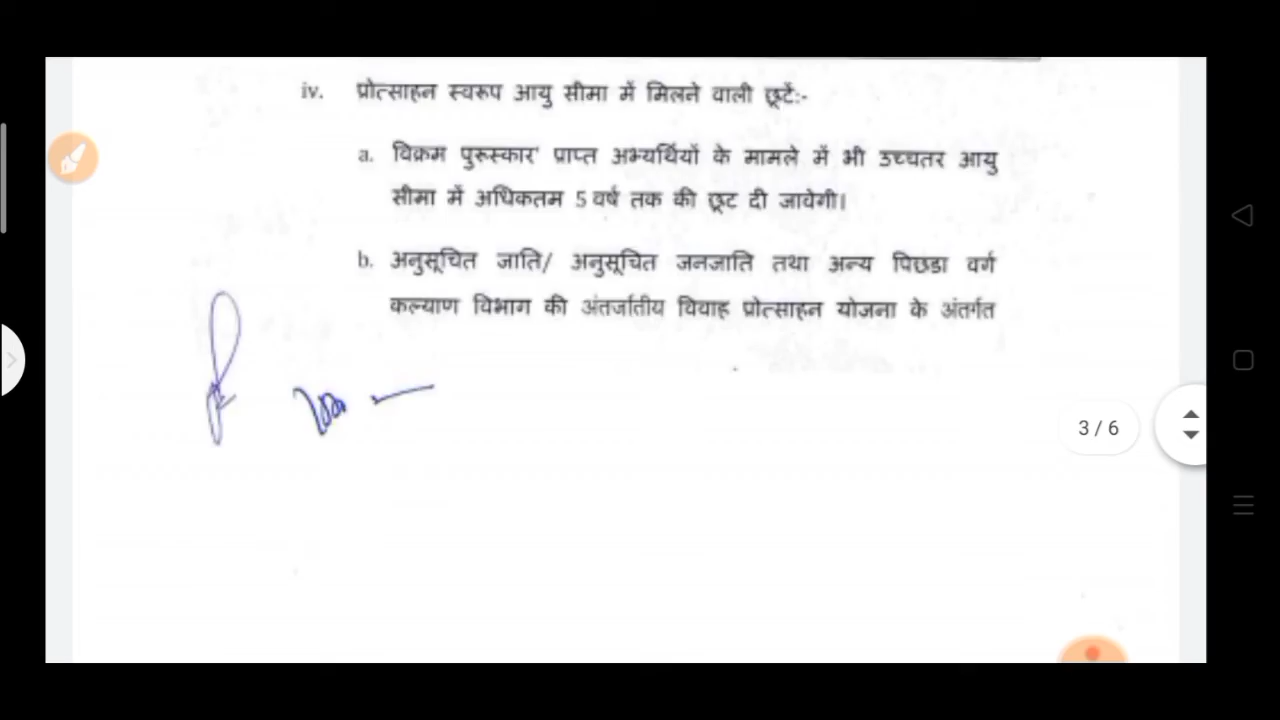 iv. प्रोत्साहन स्वरूप आयु सीमा में मिलने वाली छूटें:-
a. विक्रम पुरूस्कार' प्राप्त अभ्यर्थियों के मामले में भी उच्चतर आयु
सीमा में अधिकतम 5 वर्ष तक की छूट दी जावेगी।
b. अनुसूचित जाति/ अनुसूचित जनजाति तथा अन्य पिछडा वर्ग
कल्याण विभाग की अंतर्जातीय विवाह प्रोत्साहन योजना के अंतर्गत
3 / 6